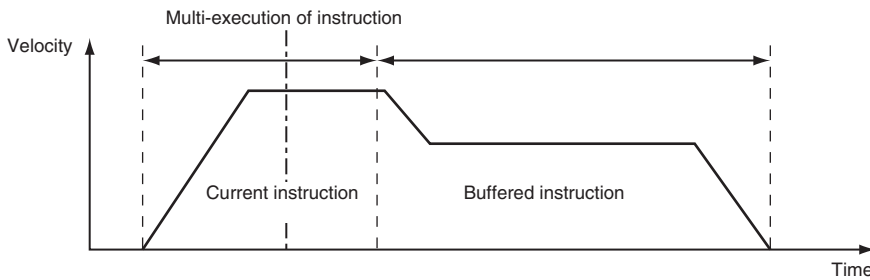 Multi-execution of instruction
Velocity
Current instruction
Buffered instruction
Time